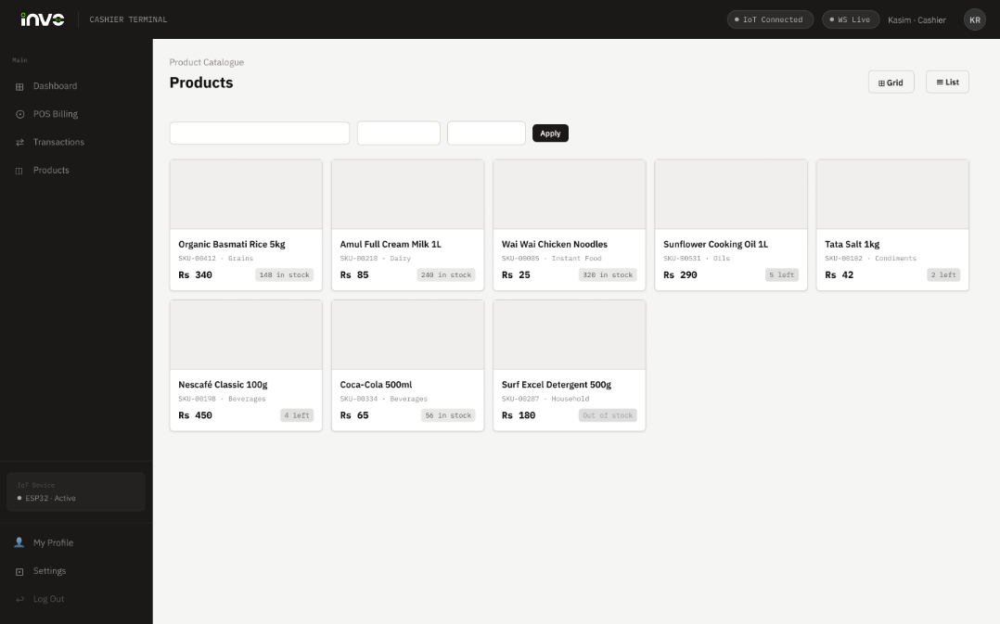 invo CASHIER TERMINAL
IoT Connected
WS Live
Kasim · Cashier
KR
Main
Dashboard
POS Billing
Transactions
Products
IoT Device
ESP32 · Active
My Profile
Settings
Log Out
Product Catalogue
Products
Grid
List
Apply
Organic Basmati Rice 5kg
SKU-00412 · Grains
Rs 340
148 in stock
Amul Full Cream Milk 1L
SKU-00218 · Dairy
Rs 85
240 in stock
Wai Wai Chicken Noodles
SKU-00085 · Instant Food
Rs 25
320 in stock
Sunflower Cooking Oil 1L
SKU-00531 · Oils
Rs 290
5 left
Tata Salt 1kg
SKU-00102 · Condiments
Rs 42
2 left
Nescafé Classic 100g
SKU-00198 · Beverages
Rs 450
4 left
Coca-Cola 500ml
SKU-00334 · Beverages
Rs 65
56 in stock
Surf Excel Detergent 500g
SKU-00287 · Household
Rs 180
Out of stock